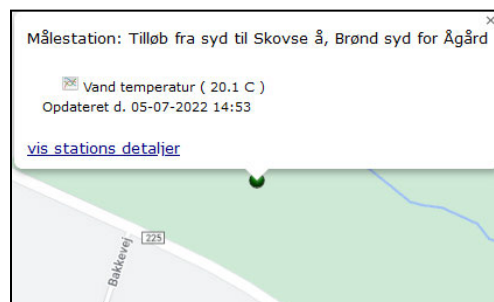 Målestation: Tilløb fra syd til Skovse å, Brønd syd for Ågård
Vand temperatur ( 20.1 C )
Opdateret d. 05-07-2022 14:53
vis stations detaljer
225
Bakkevej